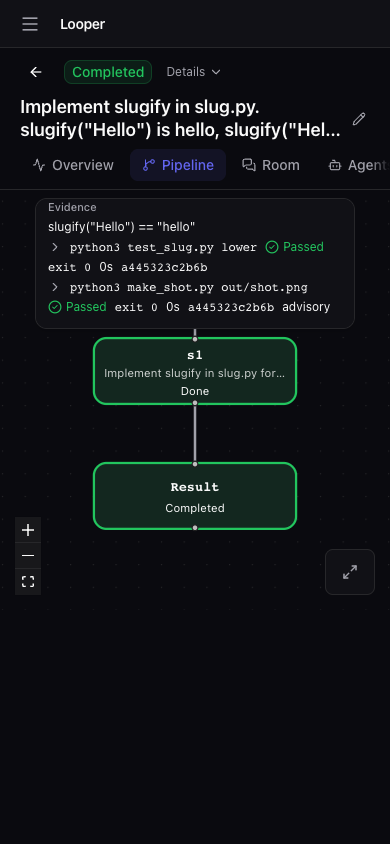 Looper
Completed Details
Implement slugify in slug.py.
slugify("Hello") is hello, slugify("Hel...
Overview Pipeline Room Agent
Evidence
slugify("Hello") == "hello"
python3 test_slug.py lower Passed
exit 0 0s a445323c2b6b
python3 make_shot.py out/shot.png
Passed exit 0 0s a445323c2b6b advisory
s1
Implement slugify in slug.py for...
Done
Result
Completed